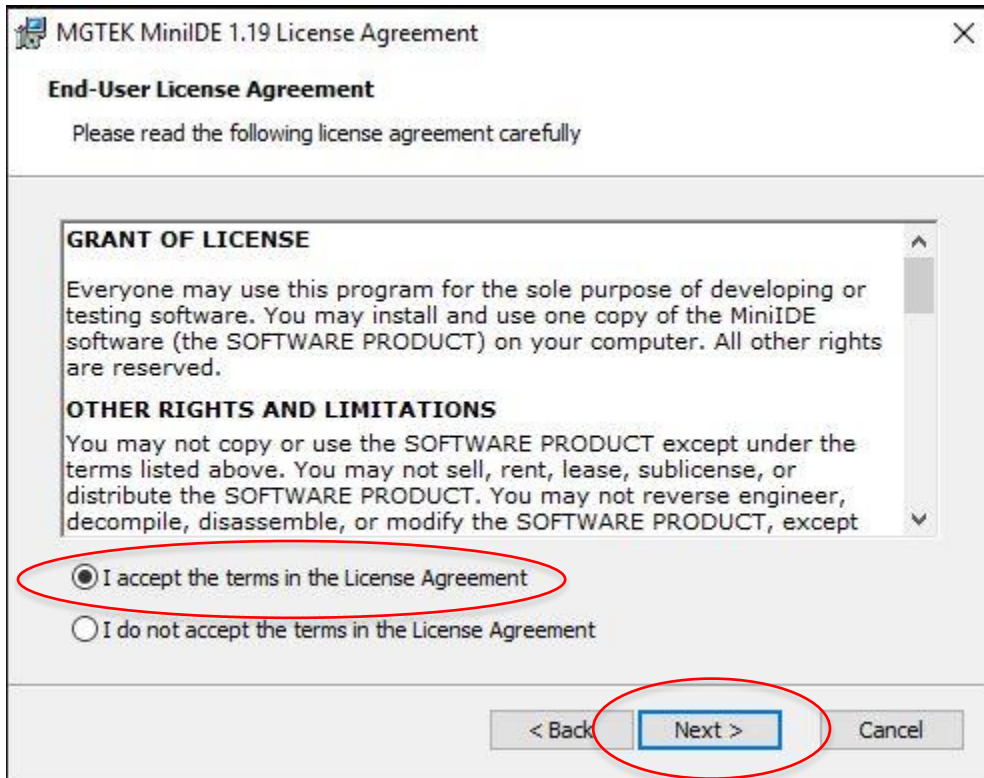 MGTEK MiniIDE 1.19 License Agreement
End-User License Agreement
Please read the following license agreement carefully
GRANT OF LICENSE
Everyone may use this program for the sole purpose of developing or
testing software. You may install and use one copy of the MiniIDE
software (the SOFTWARE PRODUCT) on your computer. All other rights
are reserved.
OTHER RIGHTS AND LIMITATIONS
You may not copy or use the SOFTWARE PRODUCT except under the
terms listed above. You may not sell, rent, lease, sublicense, or
distribute the SOFTWARE PRODUCT. You may not reverse engineer,
decompile, disassemble, or modify the SOFTWARE PRODUCT, except
I accept the terms in the License Agreement
I do not accept the terms in the License Agreement
< Back Next > Cancel